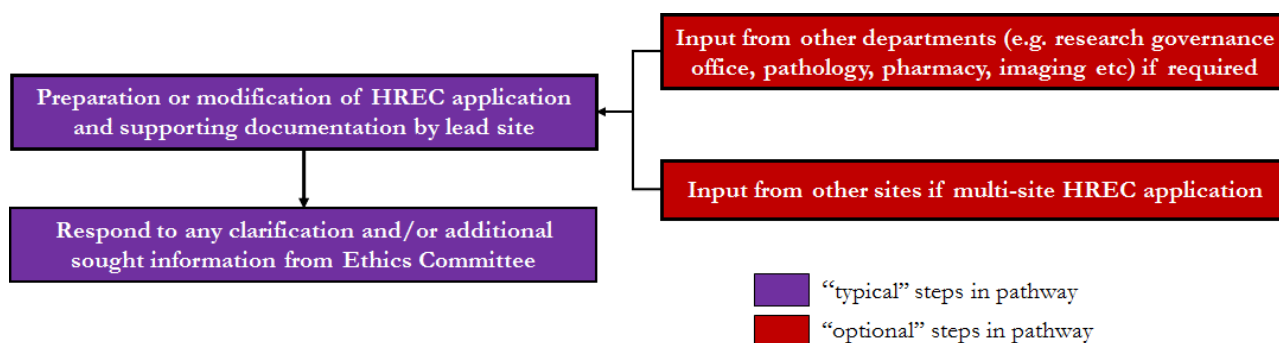 Input from other departments (e.g. research governance
office, pathology, pharmacy, imaging etc) if required
Preparation or modification of HREC application
and supporting documentation by lead site
Input from other sites if multi-site HREC application
Respond to any clarification and/or additional
sought information from Ethics Committee
“typical” steps in pathway
“optional” steps in pathway